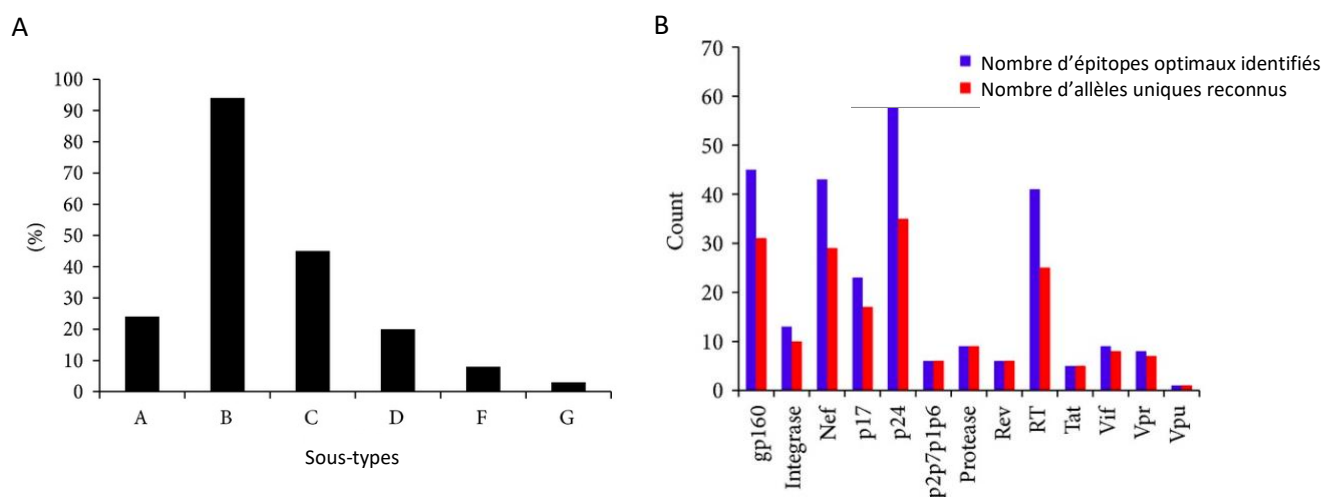 A
(%)
100
90
80
70
60
50
40
30
20
10
0
A B C D F G
Sous-types
B
Count
70
60
50
40
30
20
10
0
Nombre d'épitopes optimaux identifiés
Nombre d'allèles uniques reconnus
gp160
Integrase
Nef
p17
p24
p2p7p1p6
Protease
Rev
RT
Tat
Vif
Vpr
Vpu